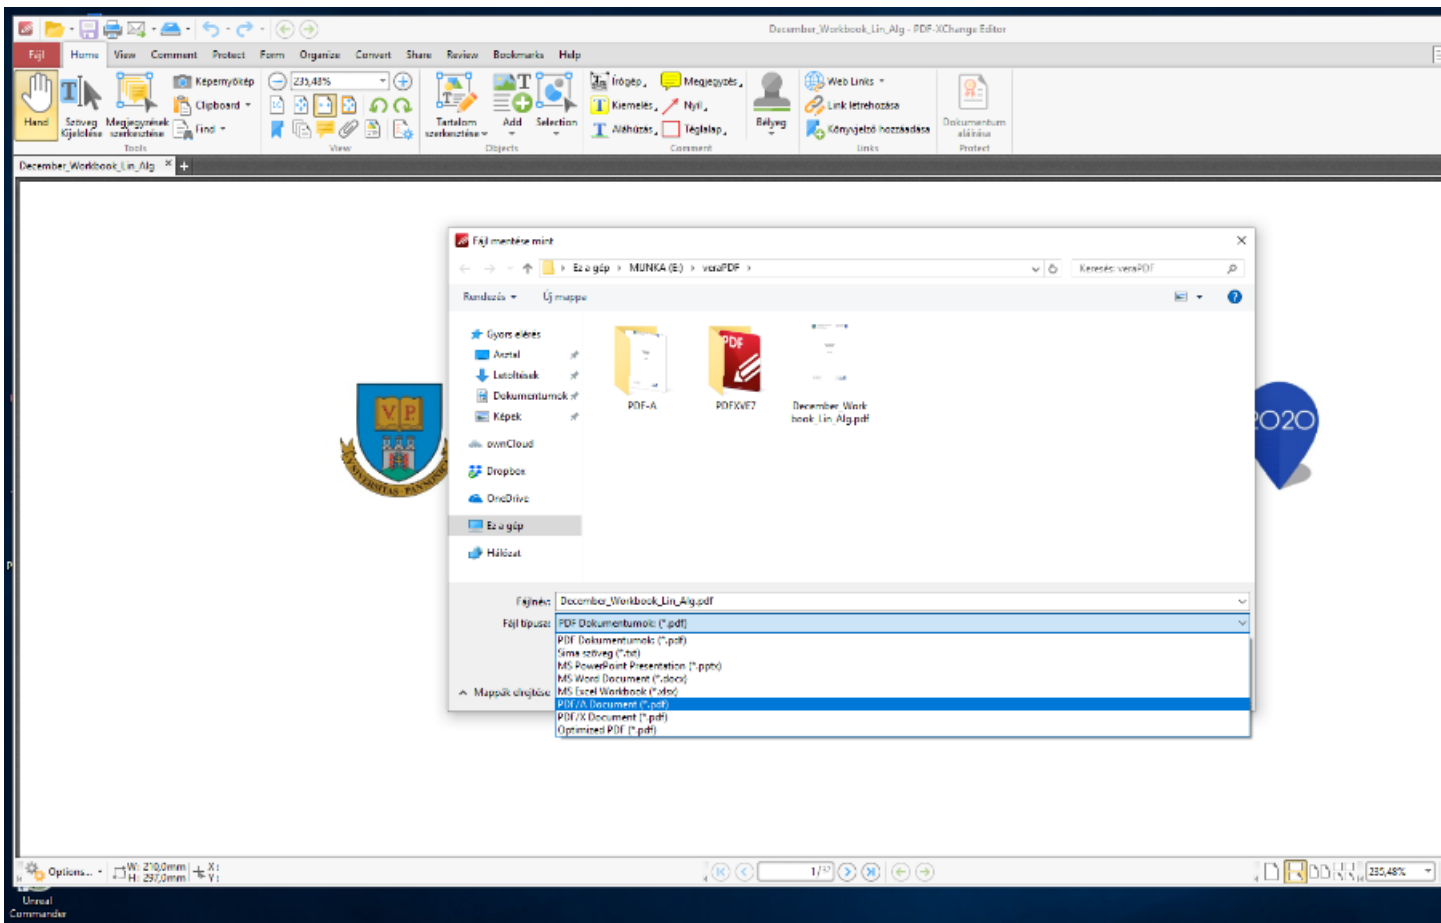 December_Workbook_Lin_Alg - PDF-XChange Editor
Fájl Home View Comment Protect Form Organize Convert Share Review Bookmarks Help
Hand
Szöveg Kijelölése
Megjegyzések szerkesztése
Képernyőkép
Clipboard
Find
Tools
235,48%
View
Tartalom szerkesztése
Add
Selection
Objects
Írógép
Kiemelés
Aláhúzás
Megjegyzés
Nyíl
Téglalap
Bélyeg
Comment
Web Links
Link létrehozása
Könyvjelző hozzáadása
Links
Dokumentum aláírása
Protect
December_Workbook_Lin_Alg × +
Fájl mentése mint
Ez a gép › MUNKA (E:) › veraPDF ›
Keresés: veraPDF
Rendezés Új mappa
Gyors elérés
Asztal
Letöltések
Dokumentumok
Képek
ownCloud
Dropbox
OneDrive
Ez a gép
Hálózat
PDF
PDF-A
PDFXVE7
December_Work
book_Lin_Alg.pdf
V P
2020
Fájlnév: December_Workbook_Lin_Alg.pdf
Fájl típusa: PDF Dokumentumok (*.pdf)
PDF Dokumentumok (*.pdf)
Sima szöveg (*.txt)
MS PowerPoint Presentation (*.pptx)
MS Word Document (*.docx)
MS Excel Workbook (*.xlsx)
PDF/A Document (*.pdf)
PDF/X Document (*.pdf)
Optimized PDF (*.pdf)
Mappák elrejtése
Options...
W: 210,0mm
H: 297,0mm
X:
Y:
235,48%
Unreal
Commander